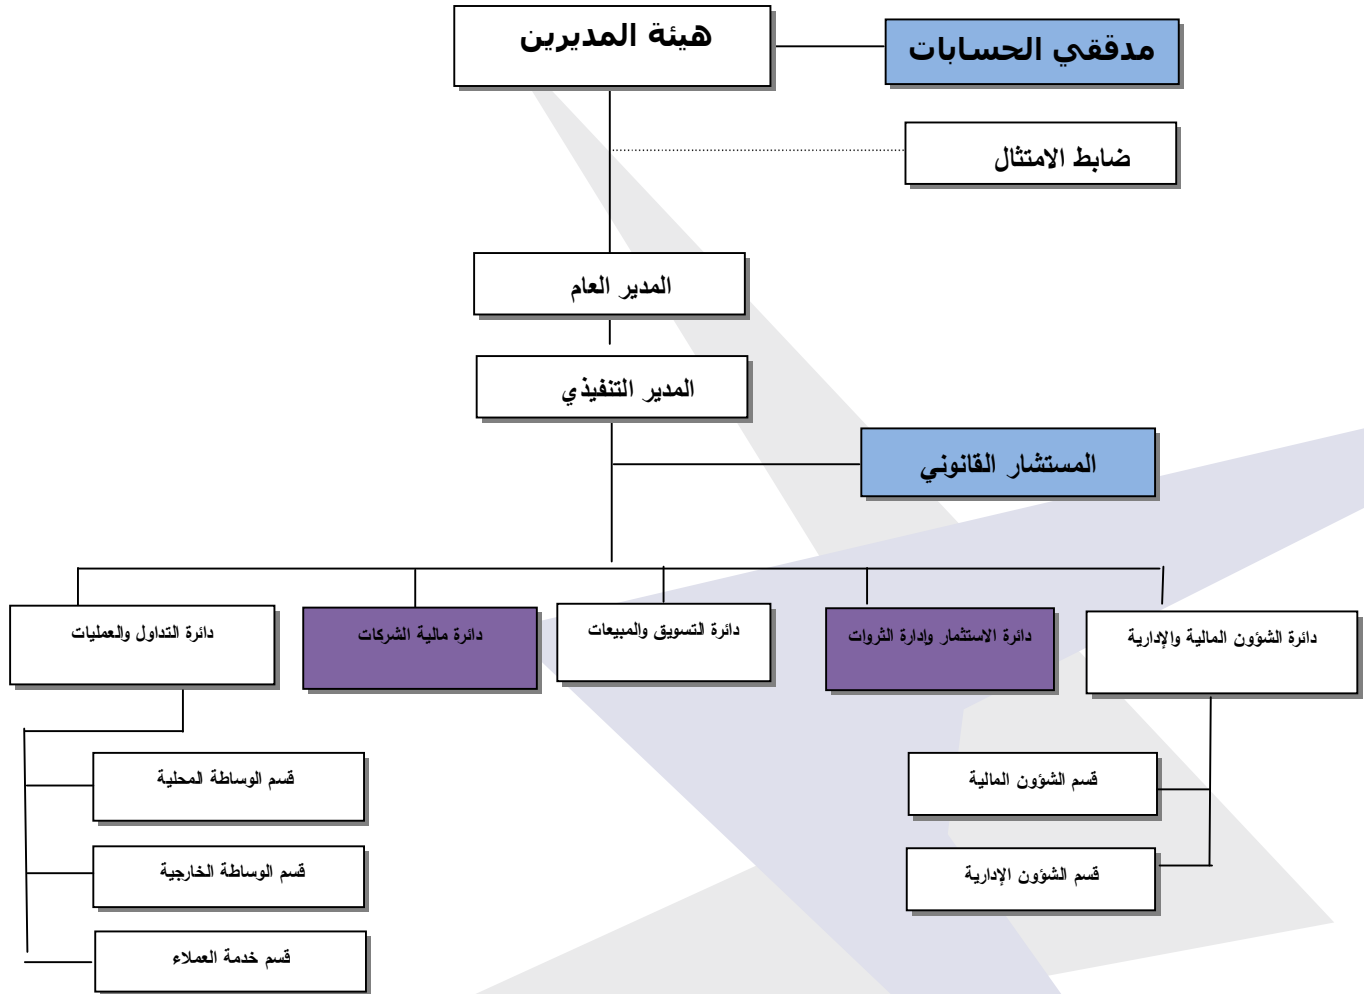 هيئة المديرين
مدققي الحسابات
ضابط الامتثال
المدير العام
المدير التنفيذي
المستشار القانوني
دائرة الشؤون المالية والإدارية
دائرة الاستثمار وإدارة الثروات
دائرة التسويق والمبيعات
دائرة مالية الشركات
دائرة التداول والعمليات
قسم الشؤون المالية
قسم الشؤون الإدارية
قسم الوساطة المحلية
قسم الوساطة الخارجية
قسم خدمة العملاء